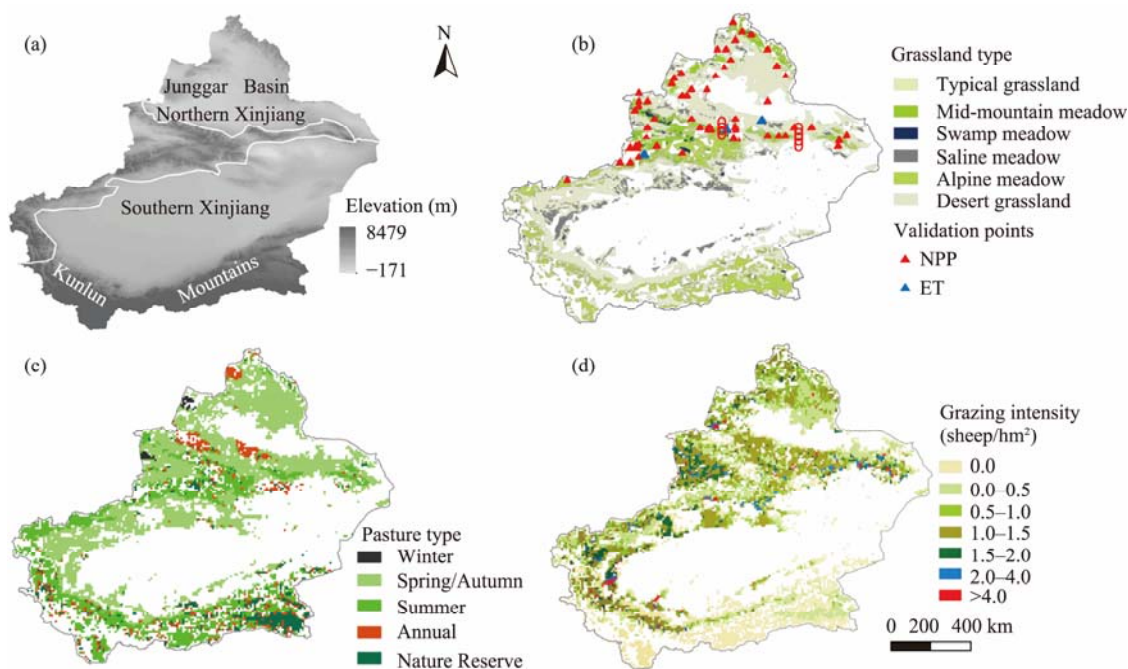 (a)
N
Junggar Basin
Northern Xinjiang
Southern Xinjiang
Elevation (m)
8479
−171
Kunlun Mountains
(b)
Grassland type
Typical grassland
Mid-mountain meadow
Swamp meadow
Saline meadow
Alpine meadow
Desert grassland
Validation points
NPP
ET
(c)
Pasture type
Winter
Spring/Autumn
Summer
Annual
Nature Reserve
(d)
Grazing intensity
(sheep/hm²)
0.0
0.0–0.5
0.5–1.0
1.0–1.5
1.5–2.0
2.0–4.0
>4.0
0 200 400 km